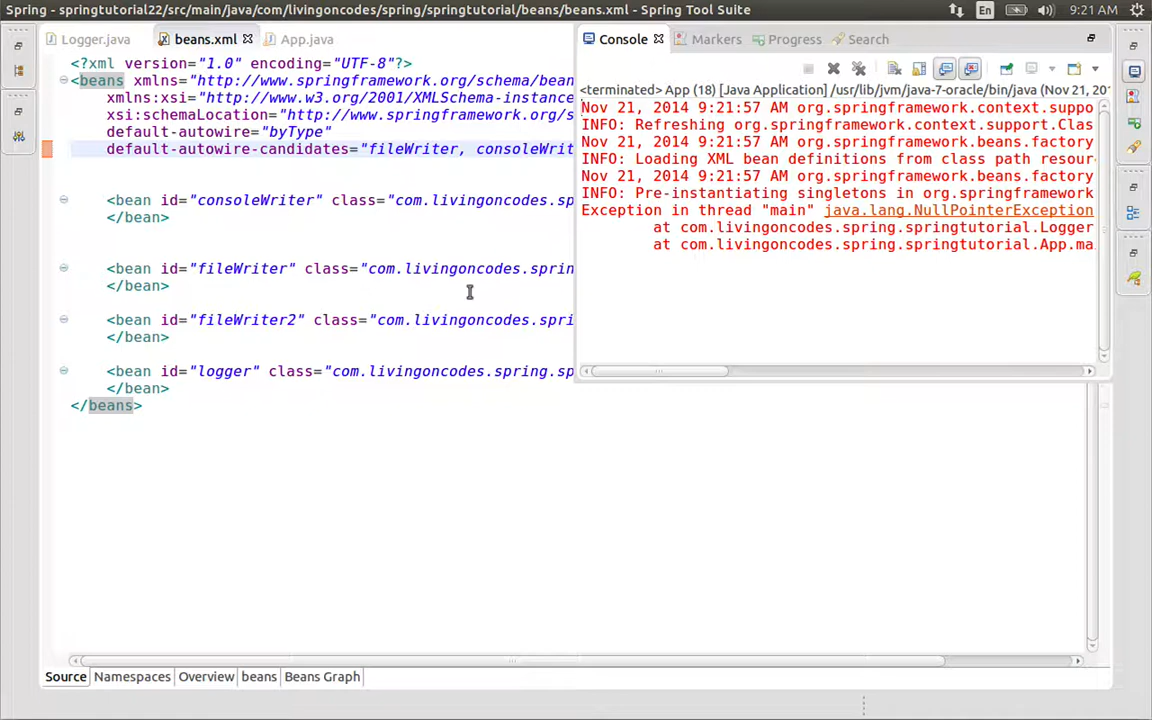 Spring - springtutorial22/src/main/java/com/livingoncodes/spring/springtutorial/beans/beans.xml - Spring Tool Suite
En
9:21 AM
Logger.java
beans.xml
App.java
<?xml version="1.0" encoding="UTF-8"?>
<beans xmlns="http://www.springframework.org/schema/bean
xmlns:xsi="http://www.w3.org/2001/XMLSchema-instance
xsi:schemaLocation="http://www.springframework.org/s
default-autowire="byType"
default-autowire-candidates="fileWriter, consoleWrit
<bean id="consoleWriter" class="com.livingoncodes.sp
</bean>
<bean id="fileWriter" class="com.livingoncodes.sprin
</bean>
<bean id="fileWriter2" class="com.livingoncodes.spri
</bean>
<bean id="logger" class="com.livingoncodes.spring.sp
</bean>
</beans>
Source
Namespaces
Overview
beans
Beans Graph
Console
Markers
Progress
Search
<terminated> App (18) [Java Application] /usr/lib/jvm/java-7-oracle/bin/java (Nov 21, 20
Nov 21, 2014 9:21:57 AM org.springframework.context.suppo
INFO: Refreshing org.springframework.context.support.Clas
Nov 21, 2014 9:21:57 AM org.springframework.beans.factory
INFO: Loading XML bean definitions from class path resour
Nov 21, 2014 9:21:57 AM org.springframework.beans.factory
INFO: Pre-instantiating singletons in org.springframework
Exception in thread "main" java.lang.NullPointerException
at com.livingoncodes.spring.springtutorial.Logger
at com.livingoncodes.spring.springtutorial.App.ma